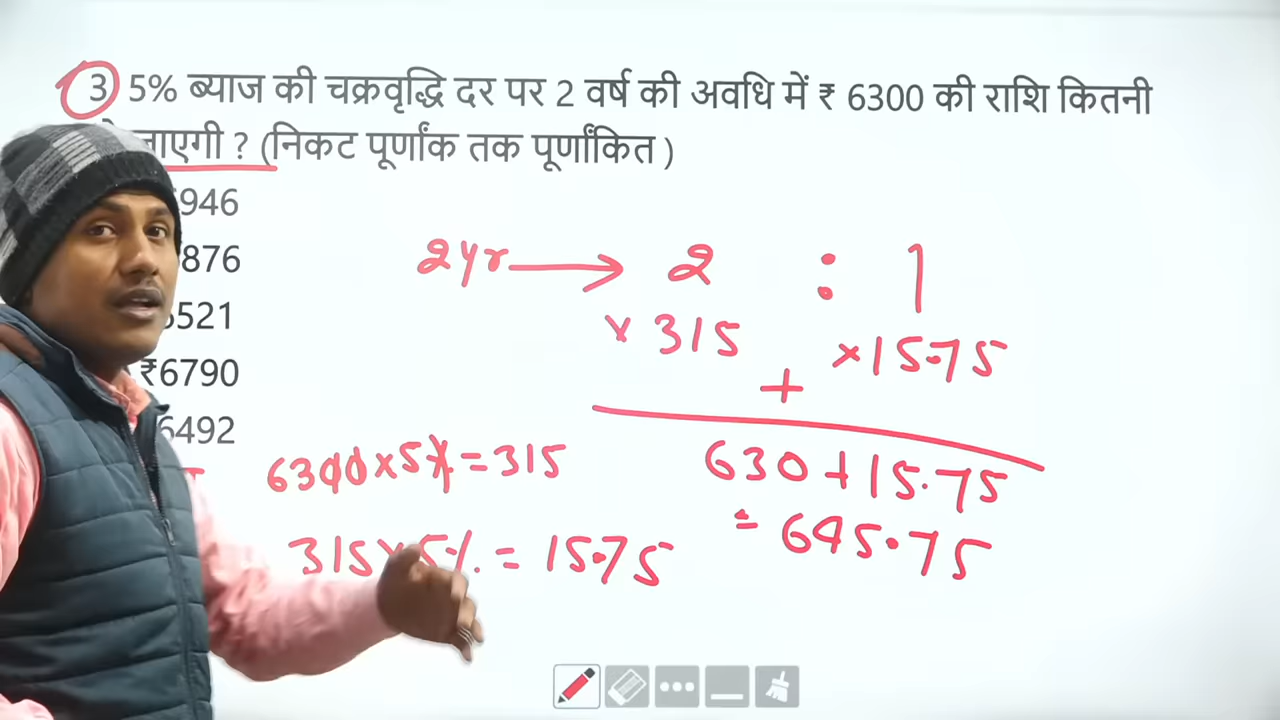 3 5% ब्याज की चक्रवृद्धि दर पर 2 वर्ष की अवधि में ₹ 6300 की राशि कितनी
जाएगी ? (निकट पूर्णांक तक पूर्णांकित )
946
876
6521
₹6790
6492
2yr → 2 : 1
× 315 × 15.75
+
6300 × 5% = 315
630 + 15.75
315 × 5% = 15.75
= 645.75